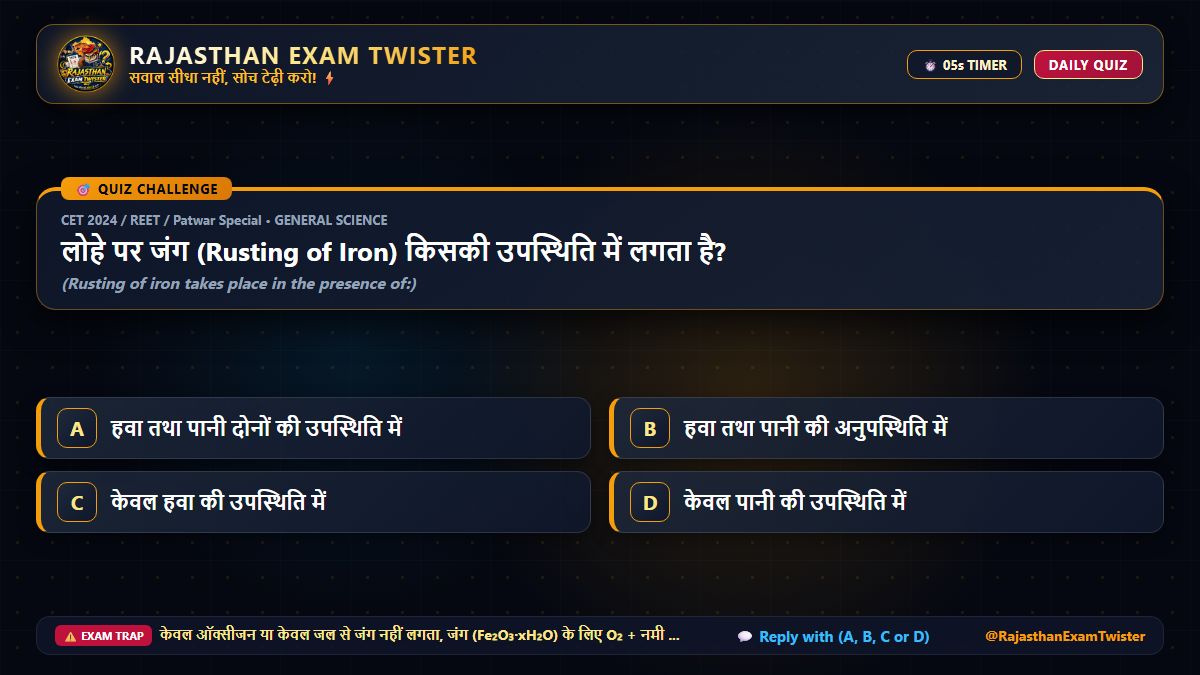 RAJASTHAN EXAM TWISTER
सवाल सीधा नहीं, सोच टेढ़ी करो!
05s TIMER
DAILY QUIZ
QUIZ CHALLENGE
CET 2024 / REET / Patwar Special • GENERAL SCIENCE
लोहे पर जंग (Rusting of Iron) किसकी उपस्थिति में लगता है?
(Rusting of iron takes place in the presence of:)
A हवा तथा पानी दोनों की उपस्थिति में
B हवा तथा पानी की अनुपस्थिति में
C केवल हवा की उपस्थिति में
D केवल पानी की उपस्थिति में
EXAM TRAP केवल ऑक्सीजन या केवल जल से जंग नहीं लगता, जंग (Fe₂O₃·xH₂O) के लिए O₂ + नमी ...
Reply with (A, B, C or D)
@RajasthanExamTwister